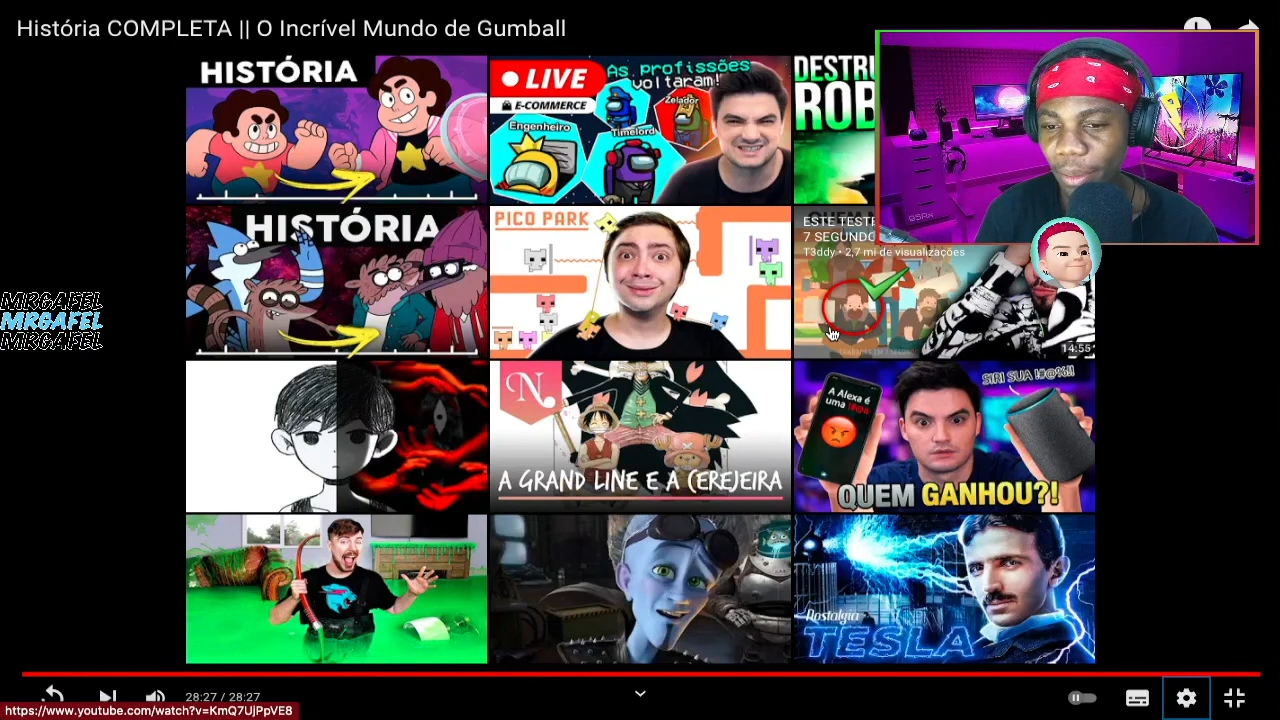 História COMPLETA || O Incrível Mundo de Gumball
HISTÓRIA
LIVE
E-COMMERCE
As profissões
voltaram!
Zelador
Engenheiro
Timelord
DESTRU
ROB
HISTÓRIA
PICO PARK
ESTE TESTE
7 SEGUNDO
T3ddy • 2,7 mi de visualizações
14:55
MRGAFEL
MRGAFEL
MRGAFEL
N
A GRAND LINE E A CEREJEIRA
A Alexa é
uma
SIRI SUA !#@%!!
QUEM GANHOU?!
Nostalgia
TESLA
28:27 / 28:27
https://www.youtube.com/watch?v=KmQ7UjPpVE8